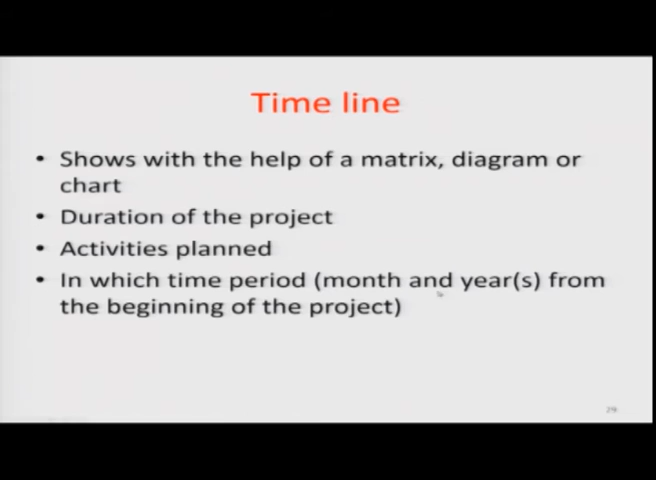 Time line
• Shows with the help of a matrix, diagram or
chart
• Duration of the project
• Activities planned
• In which time period (month and year(s) from
the beginning of the project)
29